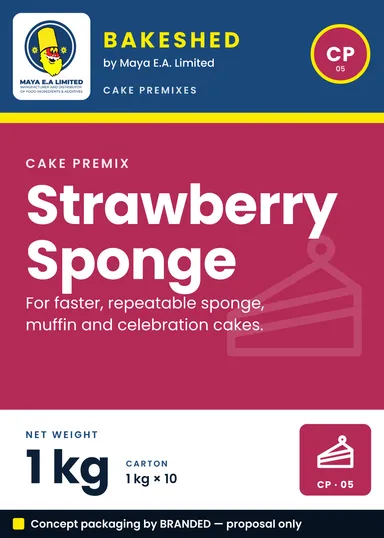 BAKESHED
by Maya E.A. Limited
CAKE PREMIXES
MAYA E.A LIMITED
MANUFACTURER AND DISTRIBUTOR
OF FOOD INGREDIENTS & ADDITIVES
CP
05
CAKE PREMIX
Strawberry
Sponge
For faster, repeatable sponge,
muffin and celebration cakes.
NET WEIGHT
1 kg
CARTON
1 kg × 10
CP · 05
Concept packaging by BRANDED — proposal only